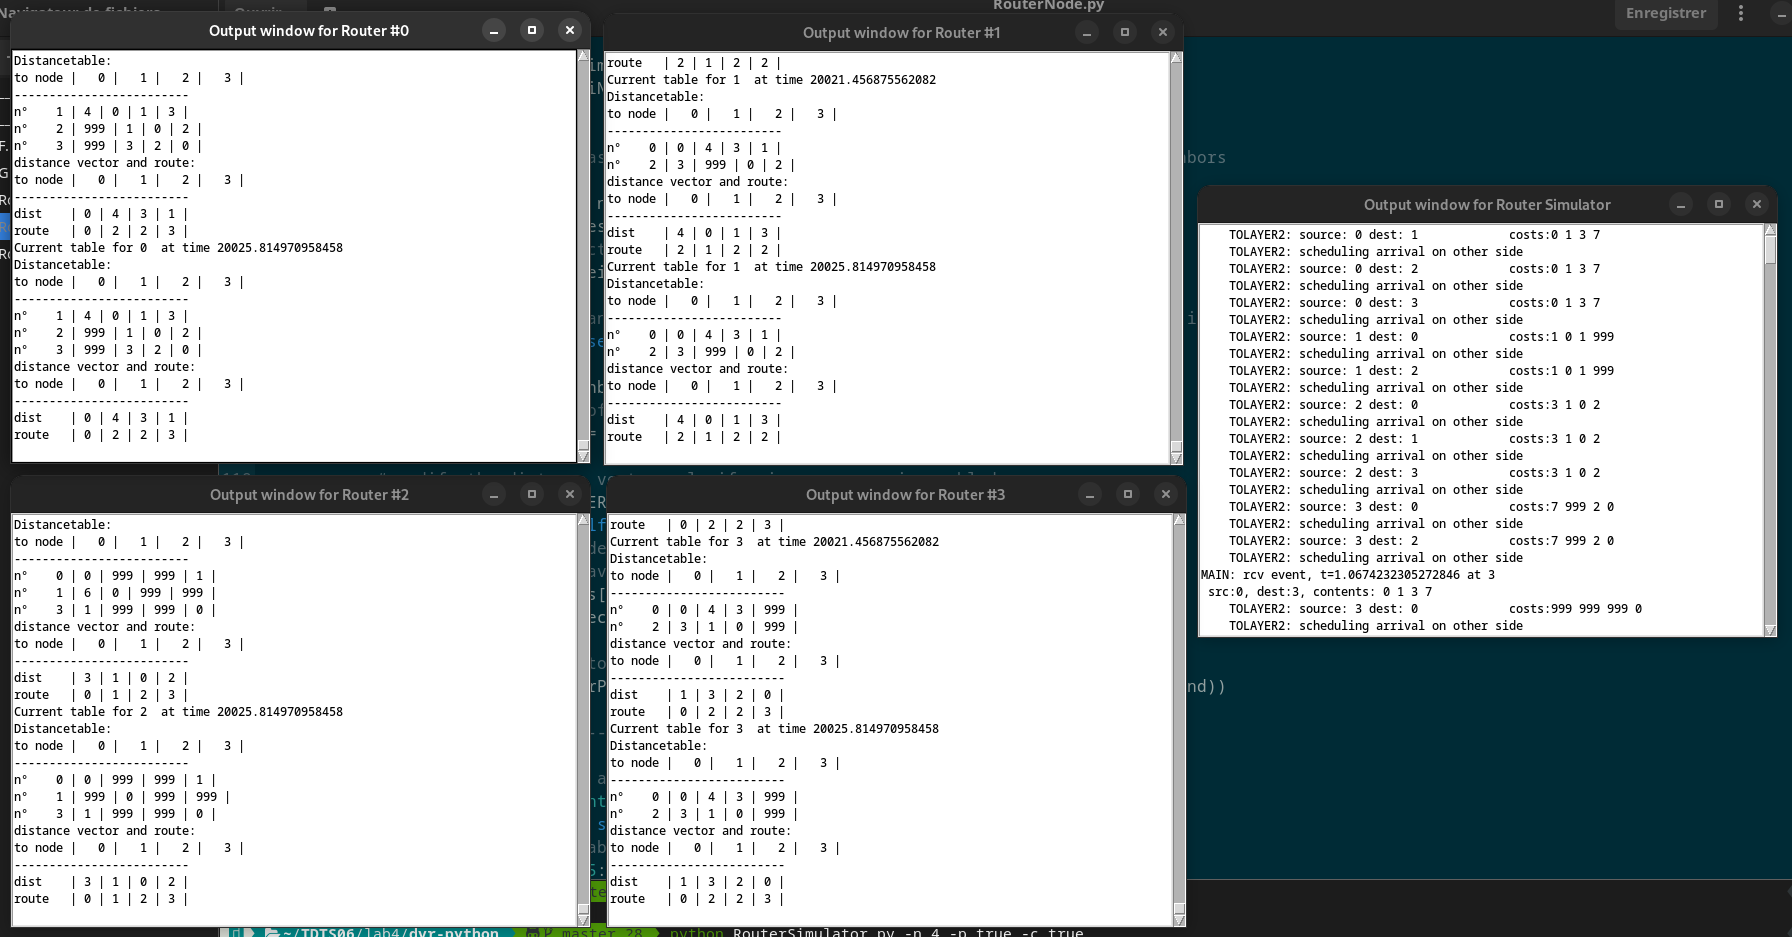 Navigateur de fichiers
Ouvrir
RouterNode.py
Enregistrer
Output window for Router #0
Distancetable:
to node |    0 |    1 |    2 |    3 |
-------------------------
n°    1 | 4 | 0 | 1 | 3 |
n°    2 | 999 | 1 | 0 | 2 |
n°    3 | 999 | 3 | 2 | 0 |
distance vector and route:
to node |    0 |    1 |    2 |    3 |
-------------------------
dist    | 0 | 4 | 3 | 1 |
route   | 0 | 2 | 2 | 3 |
Current table for 0  at time 20025.814970958458
Distancetable:
to node |    0 |    1 |    2 |    3 |
-------------------------
n°    1 | 4 | 0 | 1 | 3 |
n°    2 | 999 | 1 | 0 | 2 |
n°    3 | 999 | 3 | 2 | 0 |
distance vector and route:
to node |    0 |    1 |    2 |    3 |
-------------------------
dist    | 0 | 4 | 3 | 1 |
route   | 0 | 2 | 2 | 3 |
Output window for Router #1
route   | 2 | 1 | 2 | 2 |
Current table for 1  at time 20021.456875562082
Distancetable:
to node |    0 |    1 |    2 |    3 |
-------------------------
n°    0 | 0 | 4 | 3 | 1 |
n°    2 | 3 | 999 | 0 | 2 |
distance vector and route:
to node |    0 |    1 |    2 |    3 |
-------------------------
dist    | 4 | 0 | 1 | 3 |
route   | 2 | 1 | 2 | 2 |
Current table for 1  at time 20025.814970958458
Distancetable:
to node |    0 |    1 |    2 |    3 |
-------------------------
n°    0 | 0 | 4 | 3 | 1 |
n°    2 | 3 | 999 | 0 | 2 |
distance vector and route:
to node |    0 |    1 |    2 |    3 |
-------------------------
dist    | 4 | 0 | 1 | 3 |
route   | 2 | 1 | 2 | 2 |
Output window for Router Simulator
TOLAYER2: source: 0 dest: 1             costs:0 1 3 7
TOLAYER2: scheduling arrival on other side
TOLAYER2: source: 0 dest: 2             costs:0 1 3 7
TOLAYER2: scheduling arrival on other side
TOLAYER2: source: 0 dest: 3             costs:0 1 3 7
TOLAYER2: scheduling arrival on other side
TOLAYER2: source: 1 dest: 0             costs:1 0 1 999
TOLAYER2: scheduling arrival on other side
TOLAYER2: source: 1 dest: 2             costs:1 0 1 999
TOLAYER2: scheduling arrival on other side
TOLAYER2: source: 2 dest: 0             costs:3 1 0 2
TOLAYER2: scheduling arrival on other side
TOLAYER2: source: 2 dest: 1             costs:3 1 0 2
TOLAYER2: scheduling arrival on other side
TOLAYER2: source: 2 dest: 3             costs:3 1 0 2
TOLAYER2: scheduling arrival on other side
TOLAYER2: source: 3 dest: 0             costs:7 999 2 0
TOLAYER2: scheduling arrival on other side
TOLAYER2: source: 3 dest: 2             costs:7 999 2 0
TOLAYER2: scheduling arrival on other side
MAIN: rcv event, t=1.0674232305272846 at 3
src:0, dest:3, contents: 0 1 3 7
TOLAYER2: source: 3 dest: 0             costs:999 999 999 0
TOLAYER2: scheduling arrival on other side
Output window for Router #2
Distancetable:
to node |    0 |    1 |    2 |    3 |
-------------------------
n°    0 | 0 | 999 | 999 | 1 |
n°    1 | 6 | 0 | 999 | 999 |
n°    3 | 1 | 999 | 999 | 0 |
distance vector and route:
to node |    0 |    1 |    2 |    3 |
-------------------------
dist    | 3 | 1 | 0 | 2 |
route   | 0 | 1 | 2 | 3 |
Current table for 2  at time 20025.814970958458
Distancetable:
to node |    0 |    1 |    2 |    3 |
-------------------------
n°    0 | 0 | 999 | 999 | 1 |
n°    1 | 999 | 0 | 999 | 999 |
n°    3 | 1 | 999 | 999 | 0 |
distance vector and route:
to node |    0 |    1 |    2 |    3 |
-------------------------
dist    | 3 | 1 | 0 | 2 |
route   | 0 | 1 | 2 | 3 |
Output window for Router #3
route   | 0 | 2 | 2 | 3 |
Current table for 3  at time 20021.456875562082
Distancetable:
to node |    0 |    1 |    2 |    3 |
-------------------------
n°    0 | 0 | 4 | 3 | 999 |
n°    2 | 3 | 1 | 0 | 999 |
distance vector and route:
to node |    0 |    1 |    2 |    3 |
-------------------------
dist    | 1 | 3 | 2 | 0 |
route   | 0 | 2 | 2 | 3 |
Current table for 3  at time 20025.814970958458
Distancetable:
to node |    0 |    1 |    2 |    3 |
-------------------------
n°    0 | 0 | 4 | 3 | 999 |
n°    2 | 3 | 1 | 0 | 999 |
distance vector and route:
to node |    0 |    1 |    2 |    3 |
-------------------------
dist    | 1 | 3 | 2 | 0 |
route   | 0 | 2 | 2 | 3 |
nd))
~/TDTS06/lab4/dvr-python master 28 python RouterSimulator.py -n 4 -p true -c true